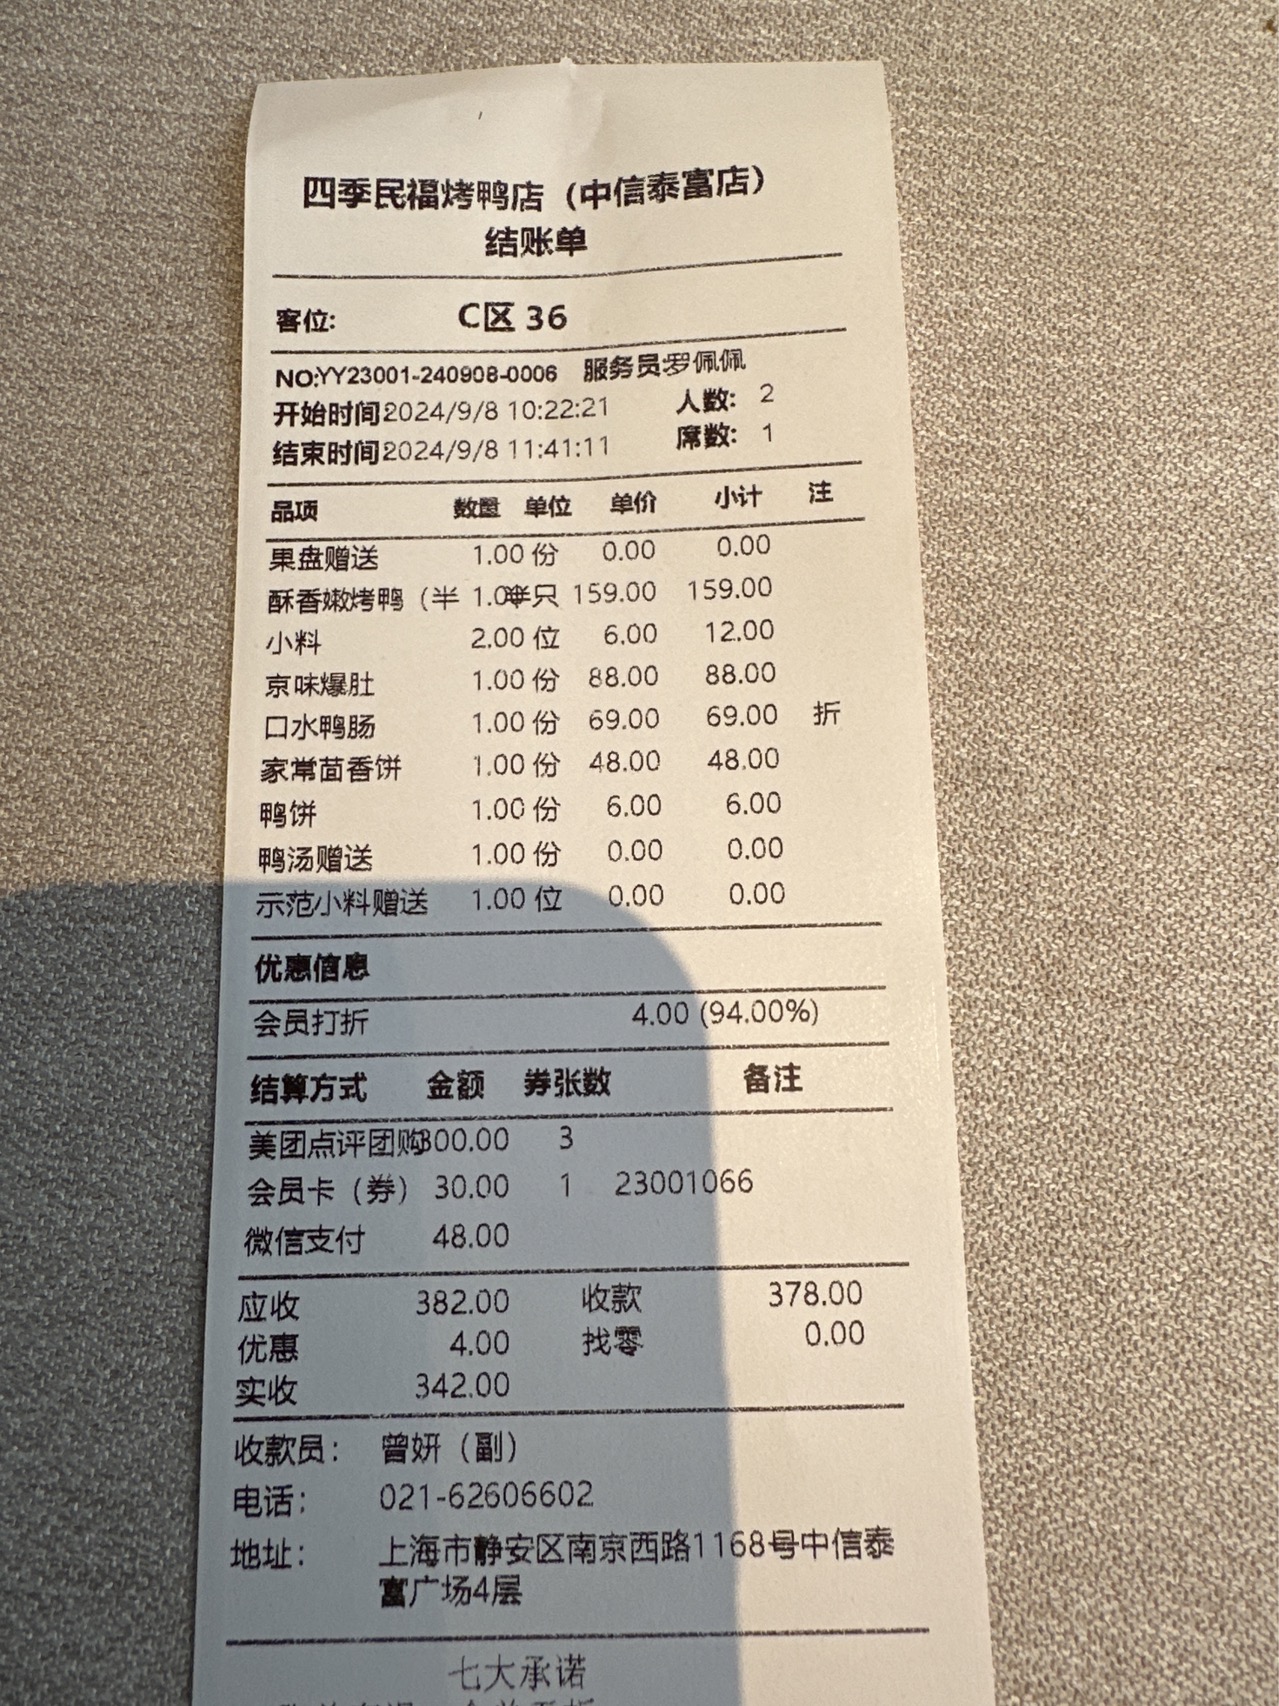 四季民福烤鸭店（中信泰富店）
结账单
客位: C区 36
NO:YY23001-240908-0006 服务员罗佩佩
开始时间2024/9/8 10:22:21 人数: 2
结束时间2024/9/8 11:41:11 席数: 1
品项 数量 单位 单价 小计 注
果盘赠送 1.00 份 0.00 0.00
酥香嫩烤鸭（半 1.00 半只 159.00 159.00
小料 2.00 位 6.00 12.00
京味爆肚 1.00 份 88.00 88.00
口水鸭肠 1.00 份 69.00 69.00 折
家常茴香饼 1.00 份 48.00 48.00
鸭饼 1.00 份 6.00 6.00
鸭汤赠送 1.00 份 0.00 0.00
示范小料赠送 1.00 位 0.00 0.00
优惠信息
会员打折 4.00 (94.00%)
结算方式 金额 券张数 备注
美团点评团购300.00 3
会员卡（券） 30.00 1 23001066
微信支付 48.00
应收 382.00 收款 378.00
优惠 4.00 找零 0.00
实收 342.00
收款员： 曾妍（副）
电话： 021-62606602
地址： 上海市静安区南京西路1168号中信泰
富广场4层
七大承诺